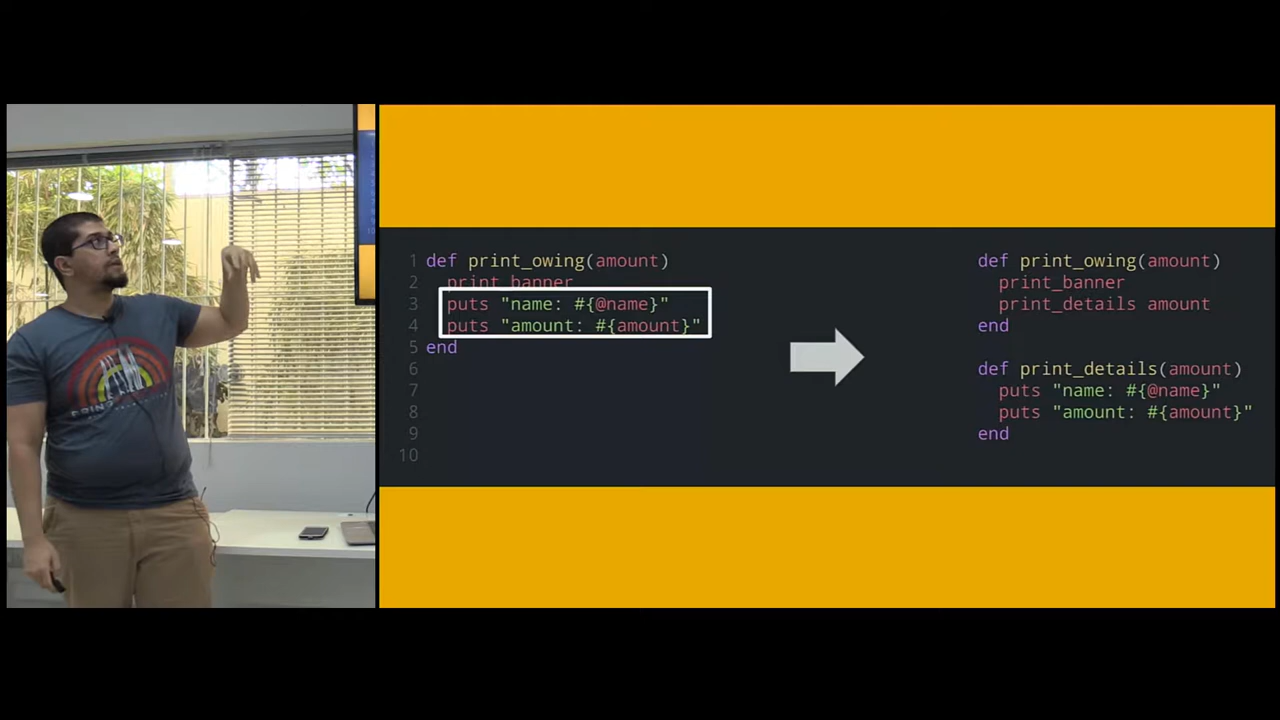 1 def print_owing(amount)
2 print_banner
3 puts "name: #{@name}"
4 puts "amount: #{amount}"
5 end
6
7
8
9
10
def print_owing(amount)
print_banner
print_details amount
end
def print_details(amount)
puts "name: #{@name}"
puts "amount: #{amount}"
end